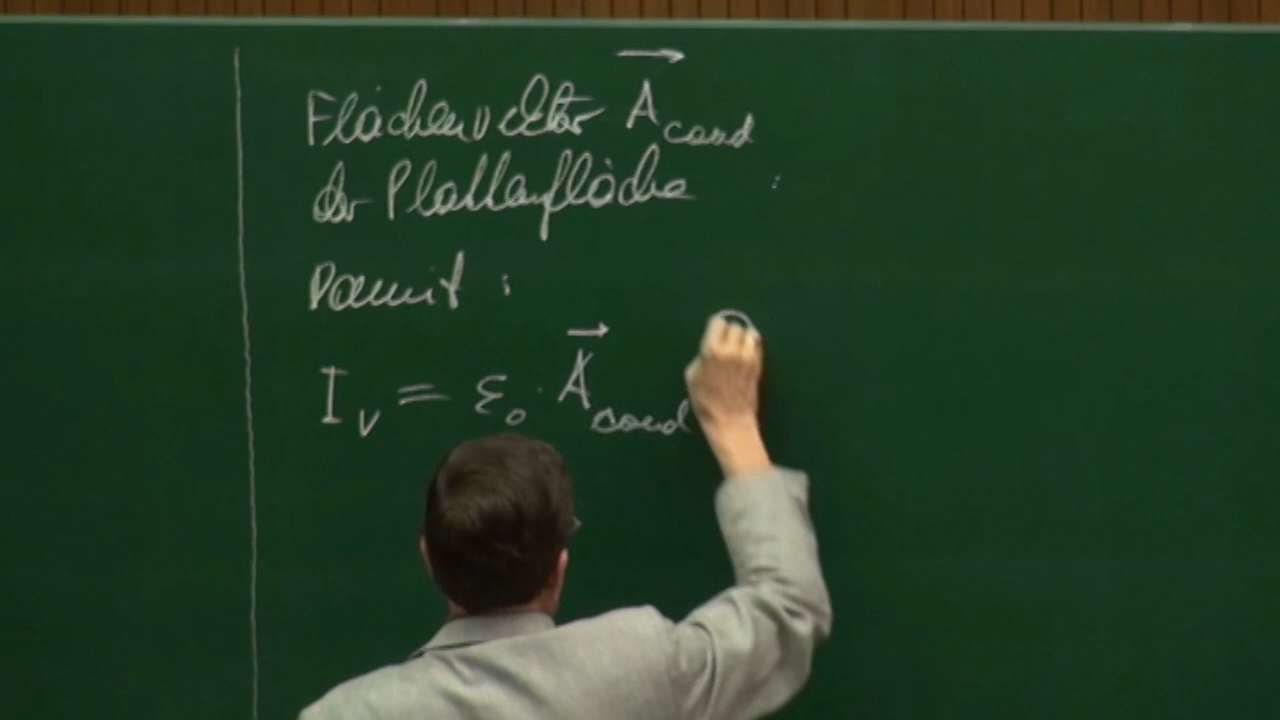 Flächenvektor A⃗cond
der Plattenfläche :
Damit :
I_V = ε₀ · A⃗cond